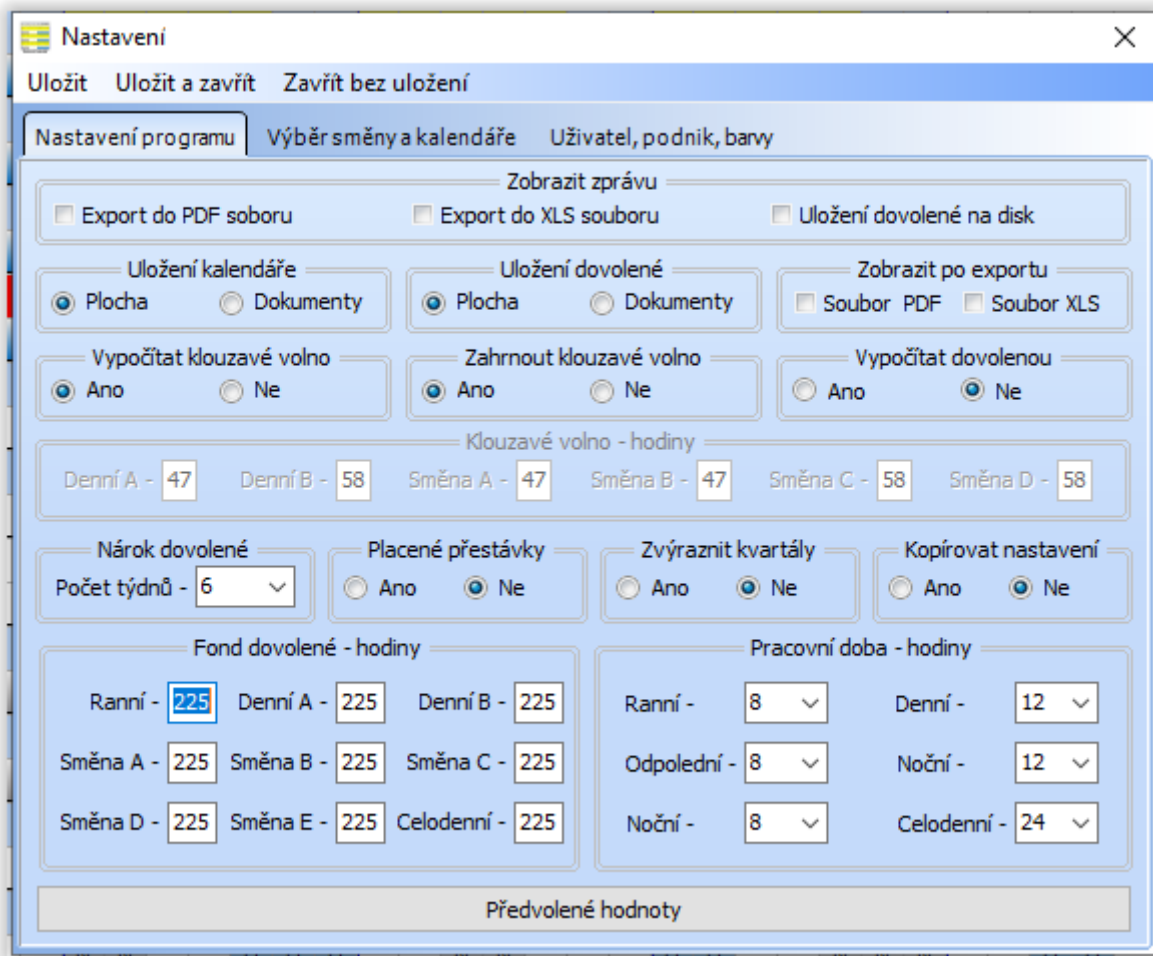 Nastavení
Uložit Uložit a zavřít Zavřít bez uložení
Nastavení programu Výběr směny a kalendáře Uživatel, podnik, barvy
Zobrazit zprávu
Export do PDF soboru Export do XLS souboru Uložení dovolené na disk
Uložení kalendáře Uložení dovolené Zobrazit po exportu
Plocha Dokumenty Plocha Dokumenty Soubor PDF Soubor XLS
Vypočítat klouzavé volno Zahrnout klouzavé volno Vypočítat dovolenou
Ano Ne Ano Ne Ano Ne
Klouzavé volno - hodiny
Denní A - 47 Denní B - 58 Směna A - 47 Směna B - 47 Směna C - 58 Směna D - 58
Nárok dovolené Placené přestávky Zvýraznit kvartály Kopírovat nastavení
Počet týdnů - 6 Ano Ne Ano Ne Ano Ne
Fond dovolené - hodiny Pracovní doba - hodiny
Ranní - 225 Denní A - 225 Denní B - 225 Ranní - 8 Denní - 12
Směna A - 225 Směna B - 225 Směna C - 225 Odpolední - 8 Noční - 12
Směna D - 225 Směna E - 225 Celodenní - 225 Noční - 8 Celodenní - 24
Předvolené hodnoty